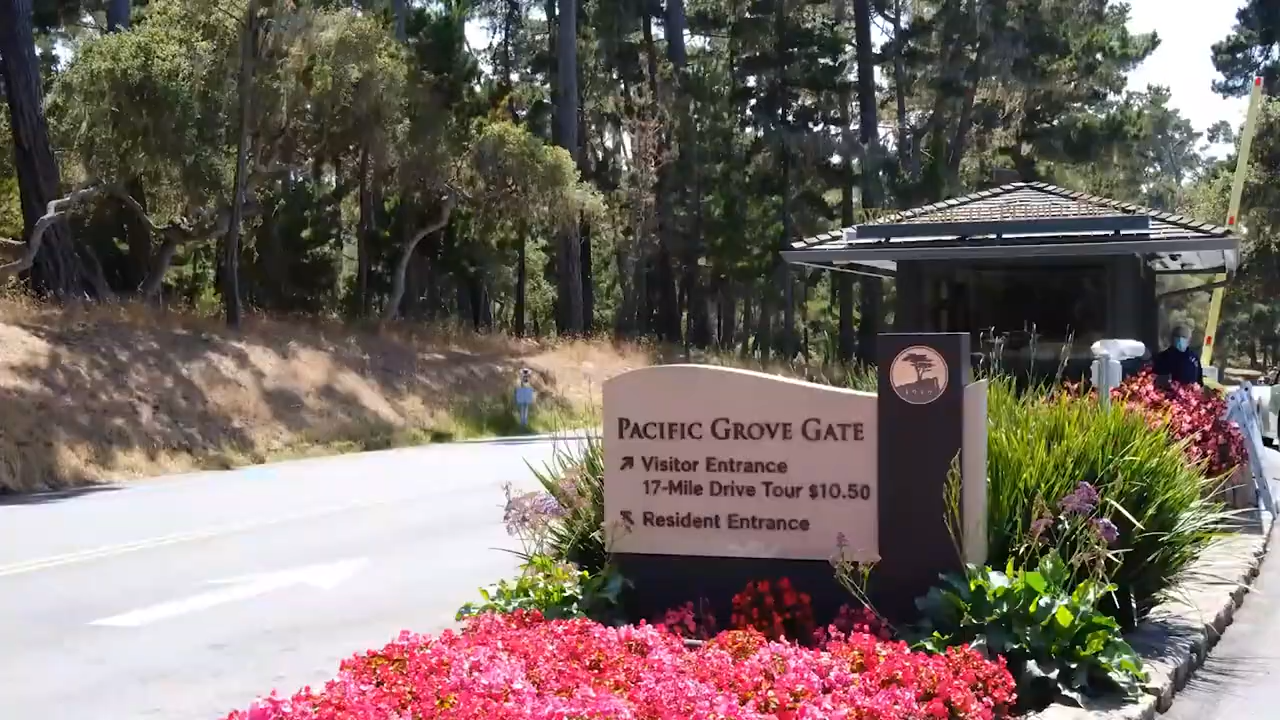 PACIFIC GROVE GATE
Visitor Entrance
17-Mile Drive Tour $10.50
Resident Entrance